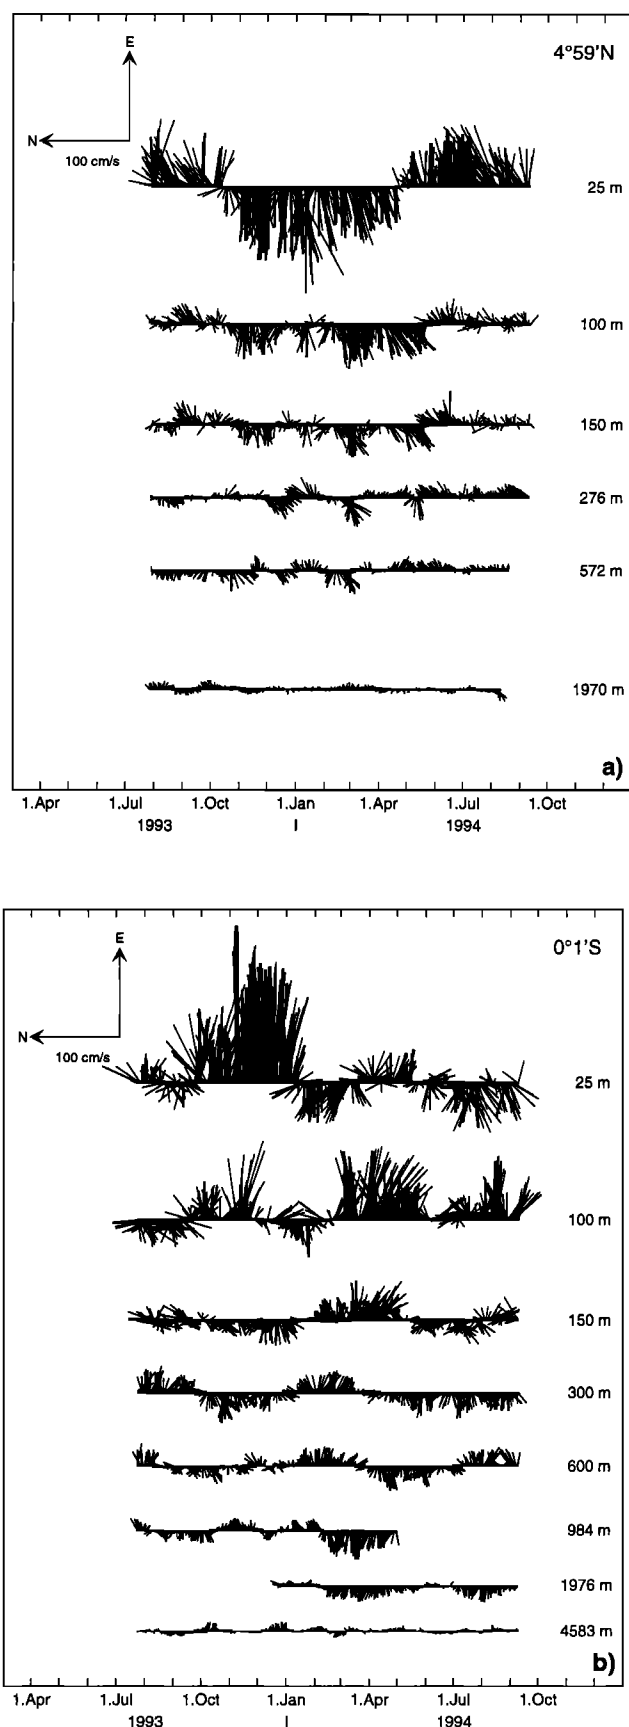 E
4°59'N
N
100 cm/s
25 m
100 m
150 m
276 m
572 m
1970 m
a)
1.Apr 1.Jul 1.Oct 1.Jan 1.Apr 1.Jul 1.Oct
1993 I 1994
E
0°1'S
N
100 cm/s
25 m
100 m
150 m
300 m
600 m
984 m
1976 m
4583 m
b)
1.Apr 1.Jul 1.Oct 1.Jan 1.Apr 1.Jul 1.Oct
1993 I 1994